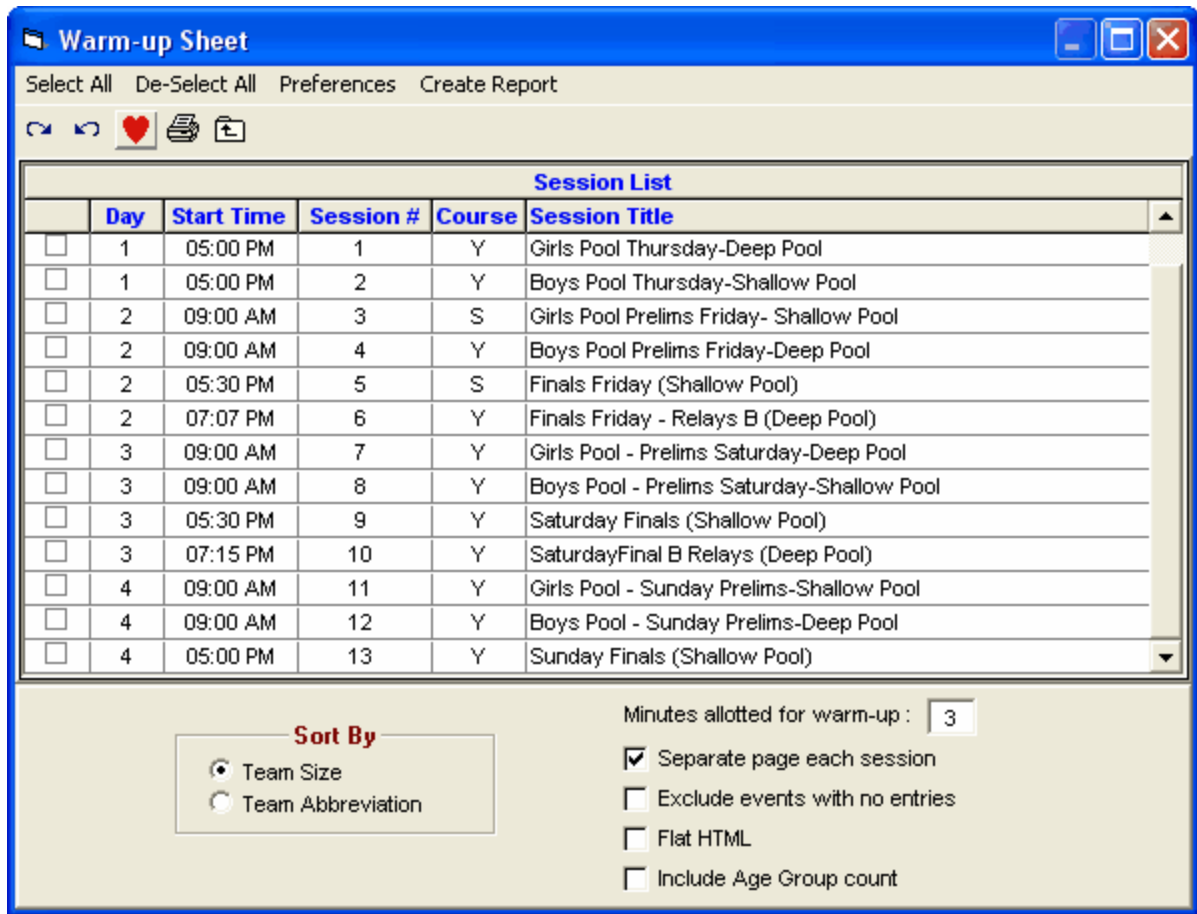 Warm-up Sheet
Select All De-Select All Preferences Create Report
Session List
Day Start Time Session # Course Session Title
1 05:00 PM 1 Y Girls Pool Thursday-Deep Pool
1 05:00 PM 2 Y Boys Pool Thursday-Shallow Pool
2 09:00 AM 3 S Girls Pool Prelims Friday- Shallow Pool
2 09:00 AM 4 Y Boys Pool Prelims Friday-Deep Pool
2 05:30 PM 5 S Finals Friday (Shallow Pool)
2 07:07 PM 6 Y Finals Friday - Relays B (Deep Pool)
3 09:00 AM 7 Y Girls Pool - Prelims Saturday-Deep Pool
3 09:00 AM 8 Y Boys Pool - Prelims Saturday-Shallow Pool
3 05:30 PM 9 Y Saturday Finals (Shallow Pool)
3 07:15 PM 10 Y SaturdayFinal B Relays (Deep Pool)
4 09:00 AM 11 Y Girls Pool - Sunday Prelims-Shallow Pool
4 09:00 AM 12 Y Boys Pool - Sunday Prelims-Deep Pool
4 05:00 PM 13 Y Sunday Finals (Shallow Pool)
Sort By
Team Size
Team Abbreviation
Minutes allotted for warm-up : 3
Separate page each session
Exclude events with no entries
Flat HTML
Include Age Group count